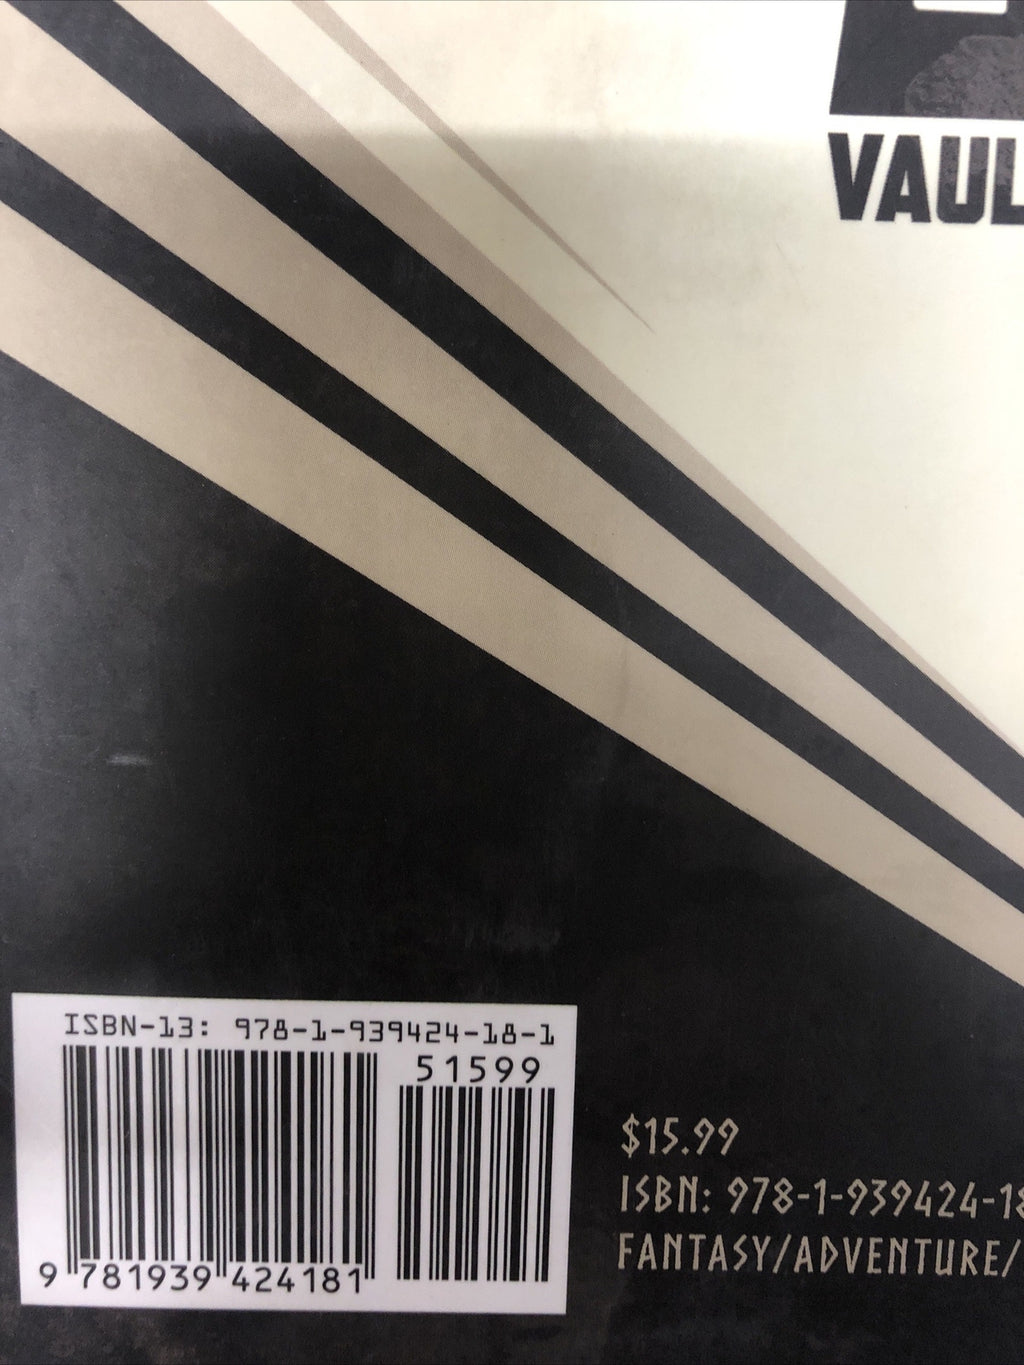 VAUL
ISBN-13: 978-1-939424-18-1
51599
9 781939 424181
$15.99
ISBN: 978-1-939424-18
FANTASY/ADVENTURE/